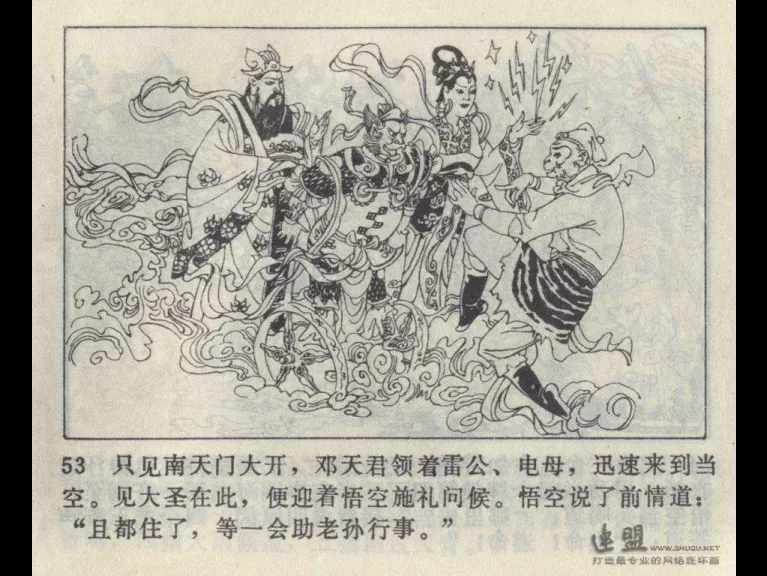 53 只见南天门大开，邓天君领着雷公、电母，迅速来到当
空。见大圣在此，便迎着悟空施礼问候。悟空说了前情道：
“且都住了，等一会助老孙行事。”
连盟 WWW.SHUQU.NET
打造最专业的网络连环画